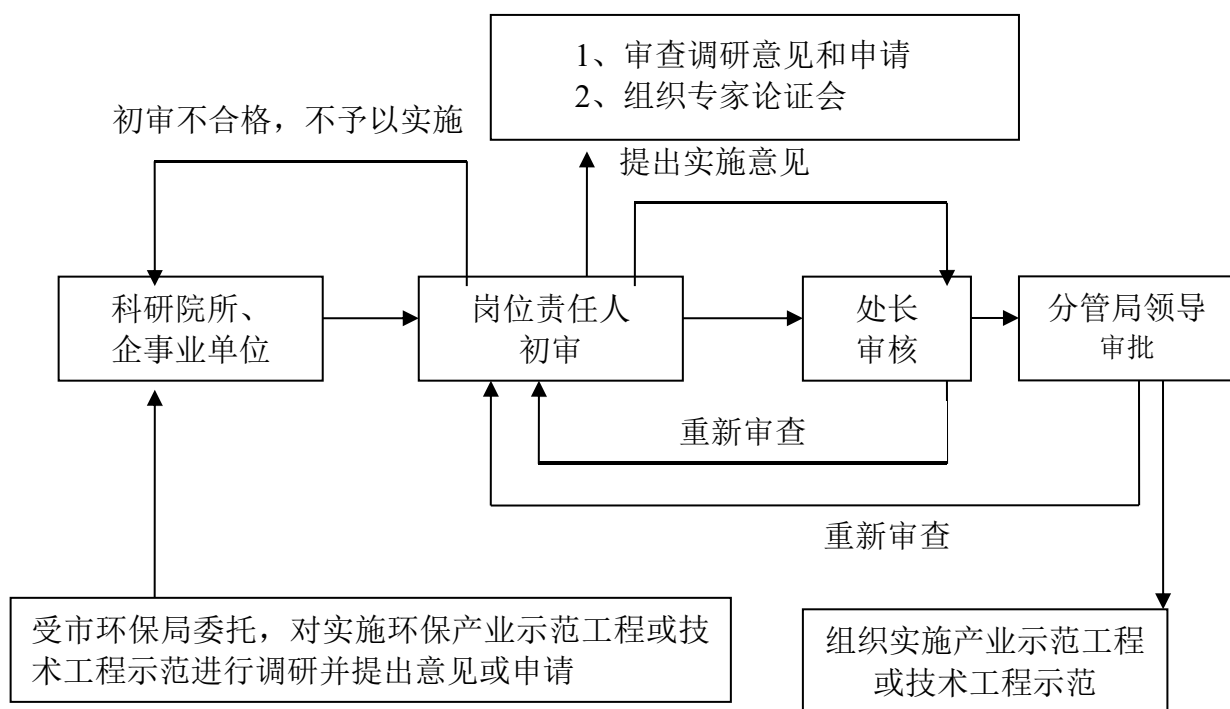 1、审查调研意见和申请
2、组织专家论证会
初审不合格，不予以实施
提出实施意见
科研院所、
企事业单位
岗位责任人
初审
处长
审核
分管局领导
审批
重新审查
重新审查
受市环保局委托，对实施环保产业示范工程或技
术工程示范进行调研并提出意见或申请
组织实施产业示范工程
或技术工程示范